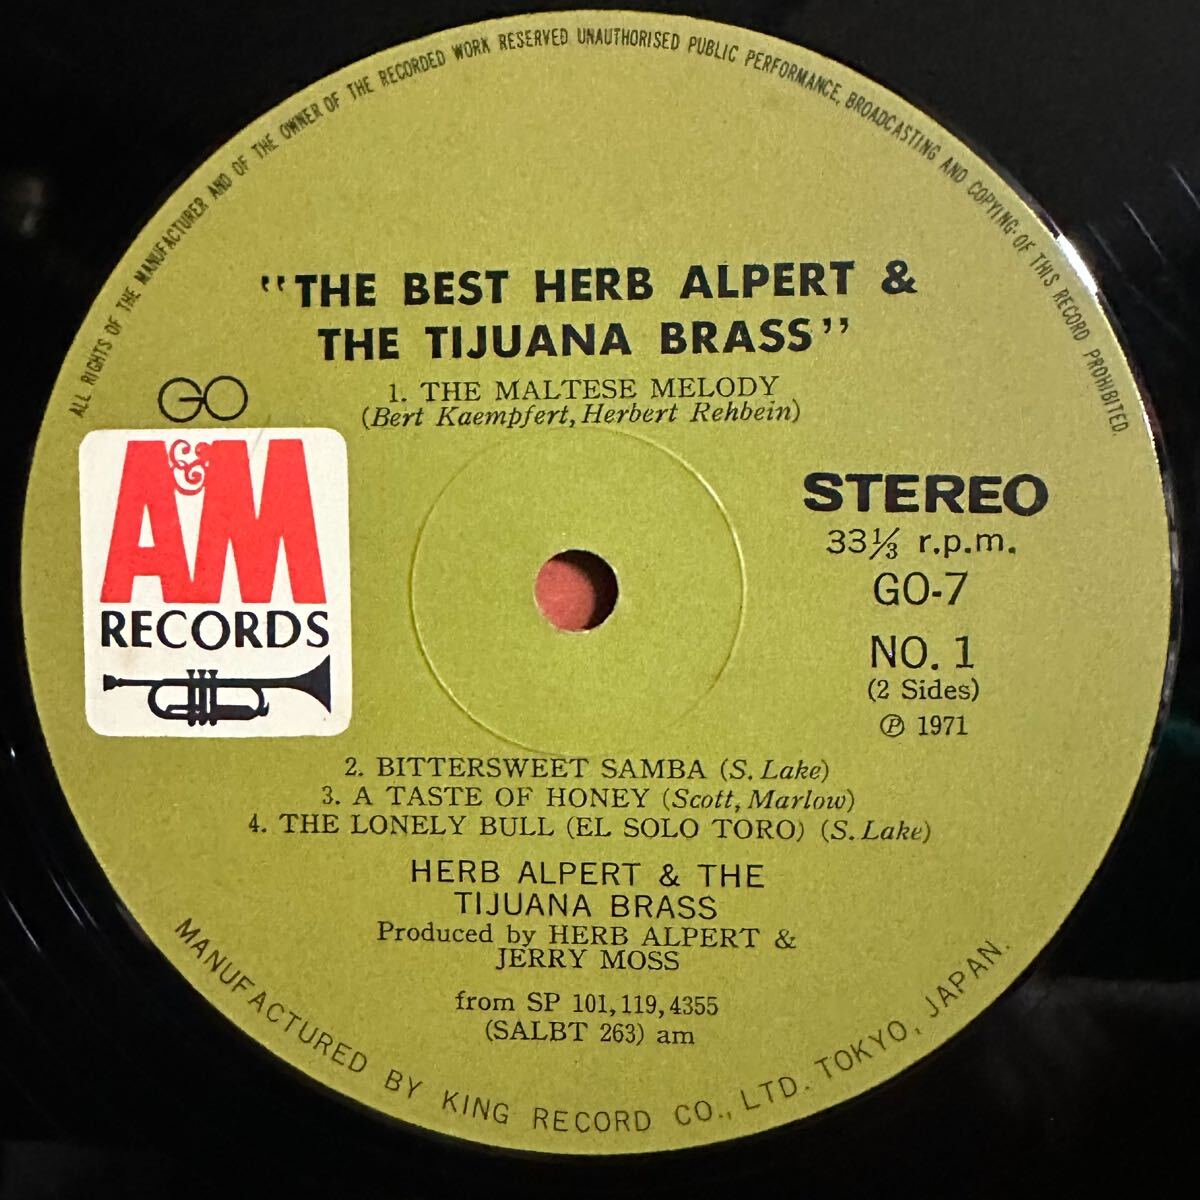 ALL RIGHTS OF THE MANUFACTURER AND OF THE OWNER OF THE RECORDED WORK RESERVED UNAUTHORISED PUBLIC PERFORMANCE, BROADCASTING AND COPYING· OF THIS RECORD PROHIBITED.
"THE BEST HERB ALPERT &
THE TIJUANA BRASS"
1. THE MALTESE MELODY
(Bert Kaempfert, Herbert Rehbein)
GO
A&M
RECORDS
STEREO
33⅓ r.p.m.
GO-7
NO. 1
(2 Sides)
℗ 1971
2. BITTERSWEET SAMBA (S. Lake)
3. A TASTE OF HONEY (Scott, Marlow)
4. THE LONELY BULL (EL SOLO TORO) (S. Lake)
HERB ALPERT & THE
TIJUANA BRASS
Produced by HERB ALPERT &
JERRY MOSS
from SP 101, 119, 4355
(SALBT 263) am
MANUFACTURED BY KING RECORD CO., LTD. TOKYO, JAPAN.